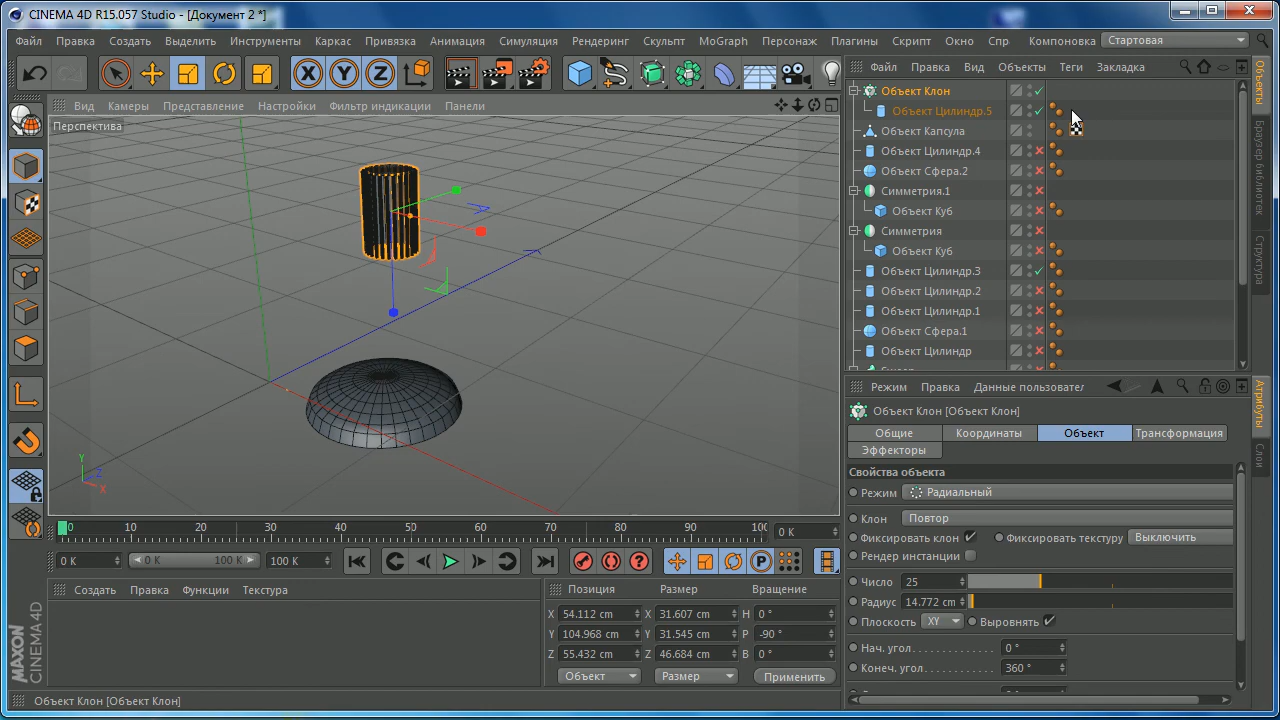 CINEMA 4D R15.057 Studio - [Документ 2 *]
Файл Правка Создать Выделить Инструменты Каркас Привязка Анимация Симуляция Рендеринг Скульпт MoGraph Персонаж Плагины Скрипт Окно Спр Компоновка Стартовая
X Y Z
Файл Правка Вид Объекты Теги Закладка
Вид Камеры Представление Настройки Фильтр индикации Панели
Перспектива
Объект Клон
Объект Цилиндр.5
Объект Капсула
Объект Цилиндр.4
Объект Сфера.2
Симметрия.1
Объект Куб
Симметрия
Объект Куб
Объект Цилиндр.3
Объект Цилиндр.2
Объект Цилиндр.1
Объект Сфера.1
Объект Цилиндр
Объекты
Браузер библиотек
Структура
Y Z X
Режим Правка Данные пользовател
Объект Клон [Объект Клон]
Общие Координаты Объект Трансформация
Эффекторы
Свойства объекта
Режим Радиальный
Клон Повтор
Фиксировать клон Фиксировать текстуру Выключить
Рендер инстанции
Число 25
Радиус 14.772 cm
Плоскость XY Выровнять
Нач. угол 0 °
Конеч. угол 360 °
Атрибуты
Слои
0 10 20 30 40 50 60 70 80 90 100 0 K
0 K 0 K 100 K 100 K P
Создать Правка Функции Текстура
Позиция Размер Вращение
X 54.112 cm X 31.607 cm H 0 °
Y 104.968 cm Y 31.545 cm P -90 °
Z 55.432 cm Z 46.684 cm B 0 °
Объект Размер Применить
MAXON
CINEMA 4D
Объект Клон [Объект Клон]